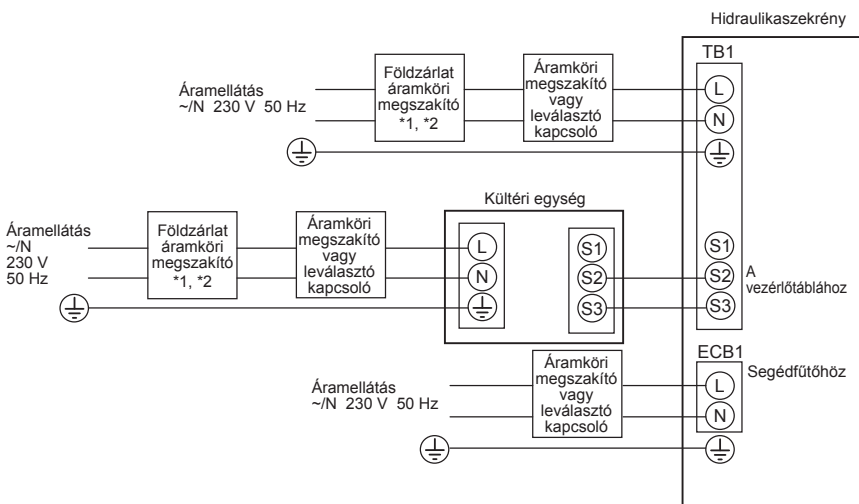 Hidraulikaszekrény
TB1
Áramellátás
~/N 230 V 50 Hz
Földzárlat
áramköri
megszakító
*1, *2
Áramköri
megszakító
vagy
leválasztó
kapcsoló
L
N
Kültéri egység
Áramellátás
~/N
230 V
50 Hz
Földzárlat
áramköri
megszakító
*1, *2
Áramköri
megszakító
vagy
leválasztó
kapcsoló
L
N
S1
S2
S3
S1
S2
S3
A
vezérlőtáblához
ECB1
Segédfűtőhöz
Áramellátás
~/N 230 V 50 Hz
Áramköri
megszakító
vagy
leválasztó
kapcsoló
L
N